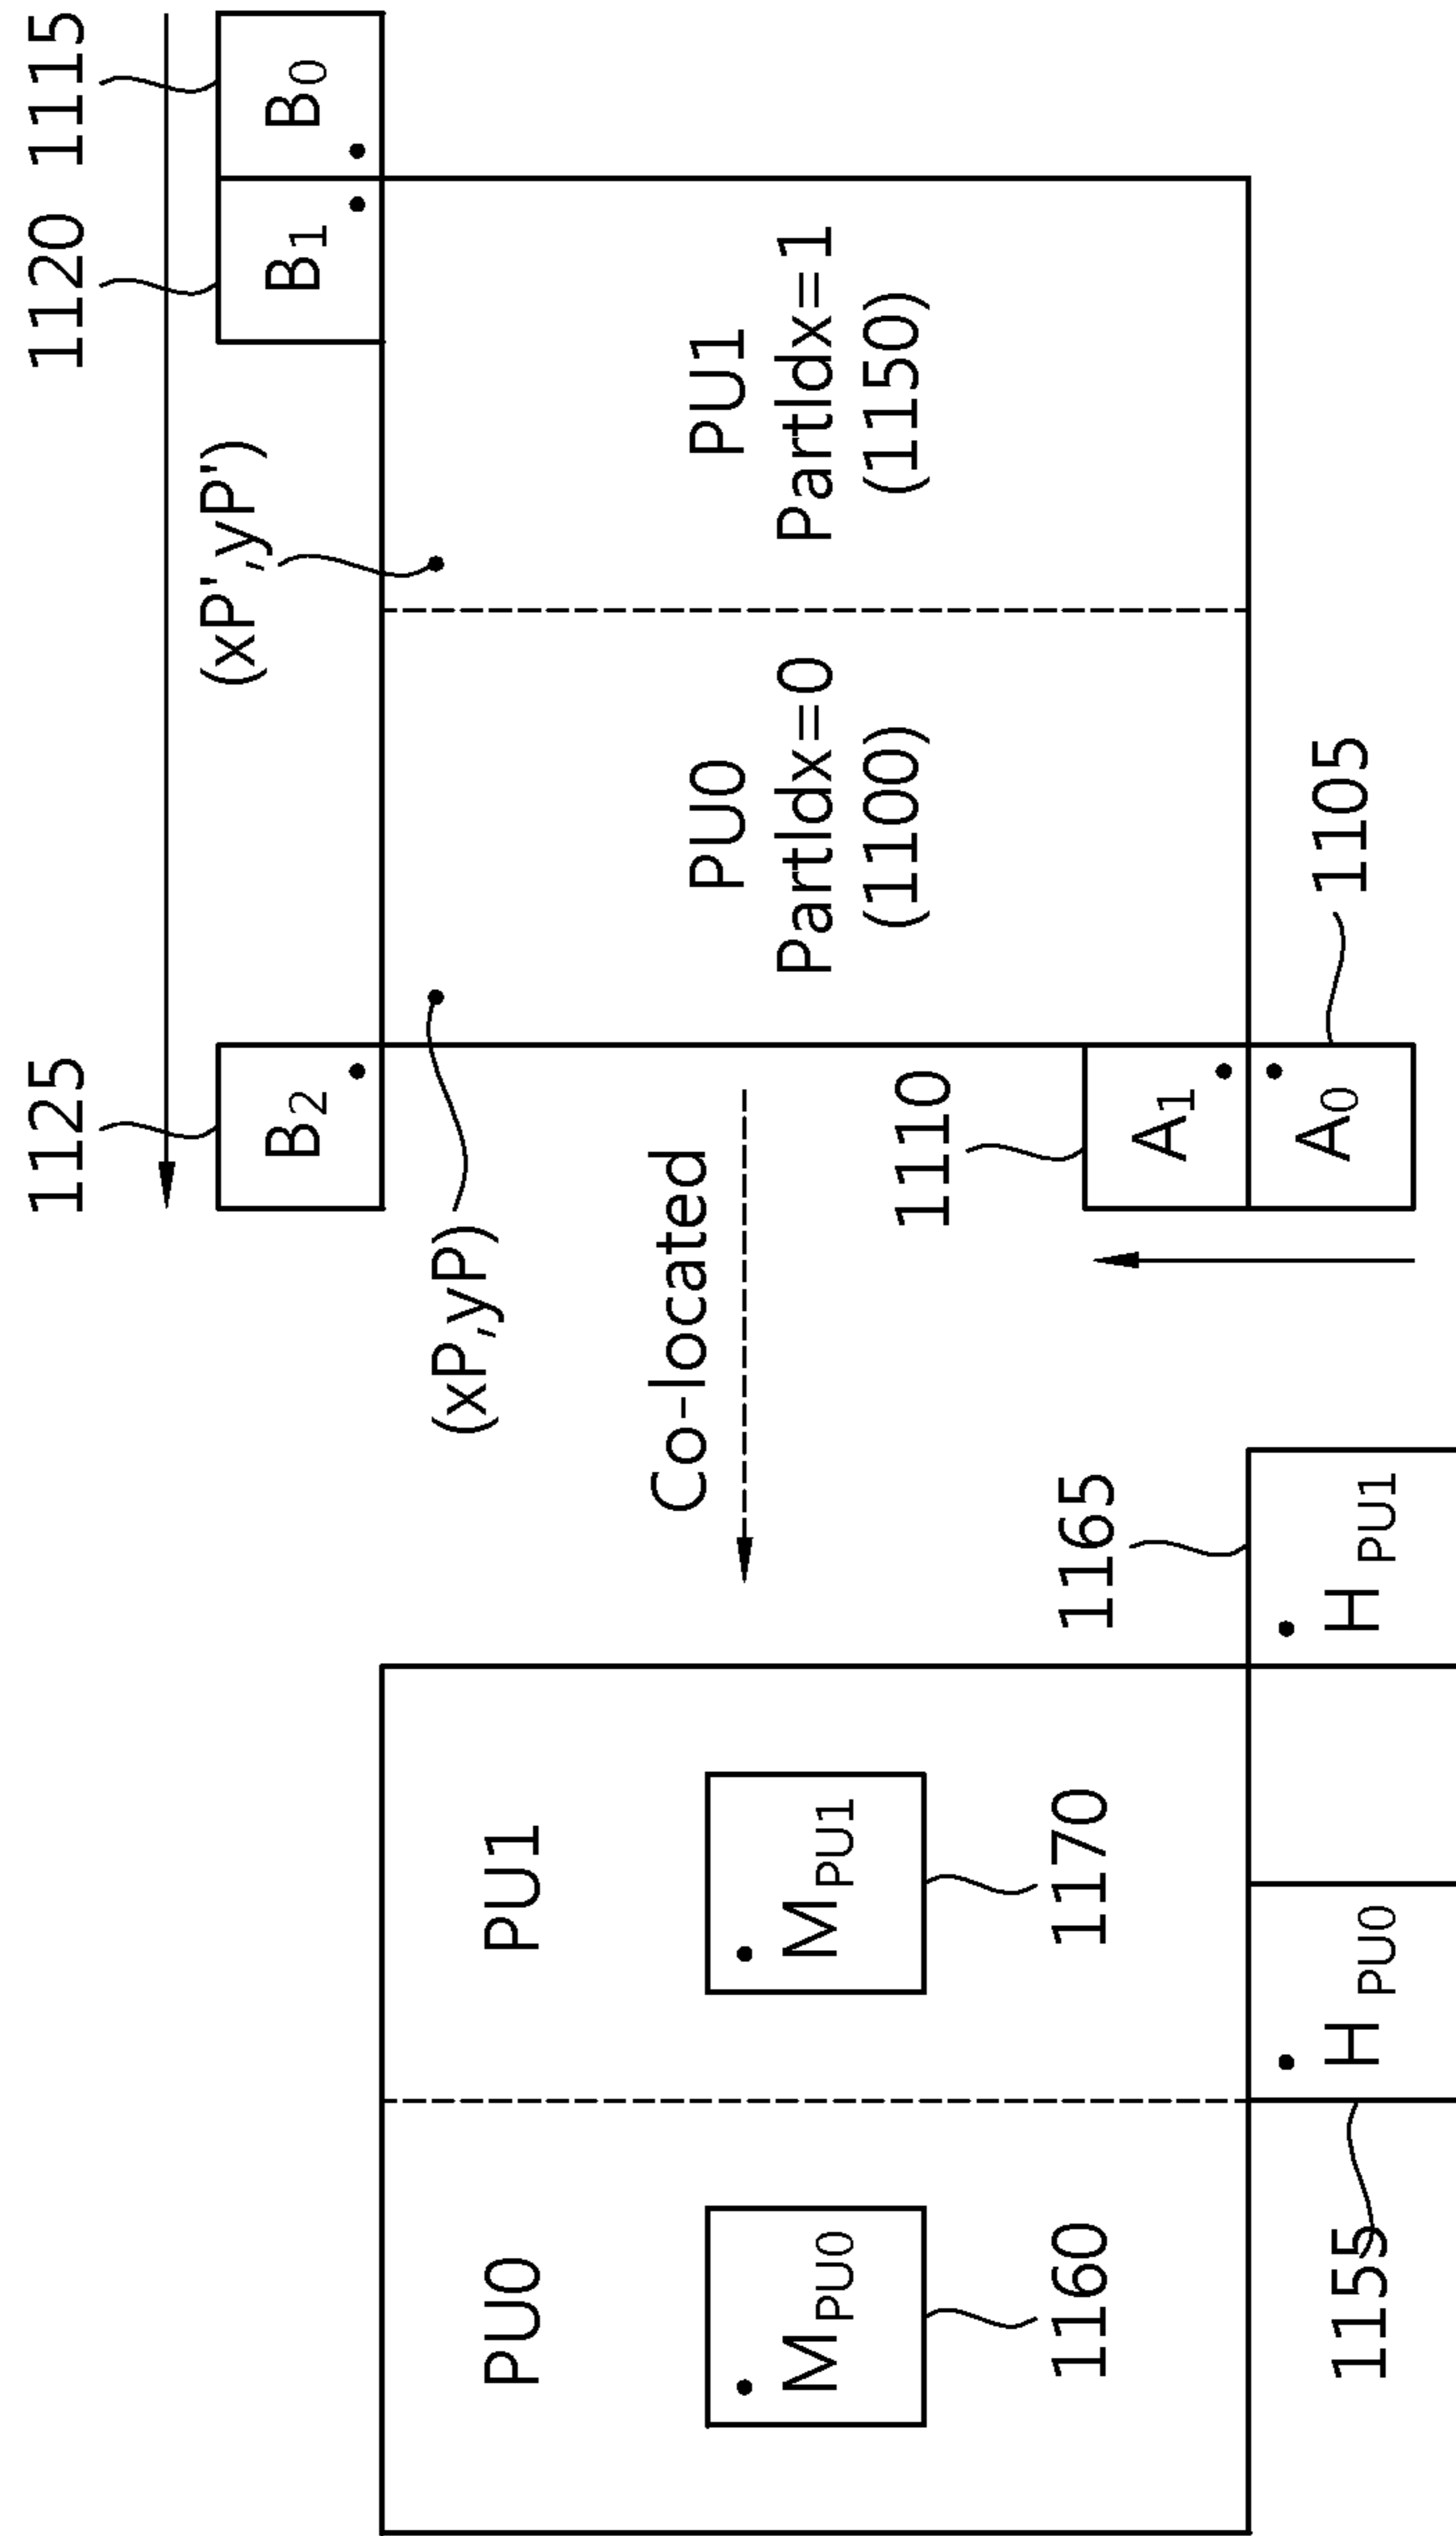 1125 1120 1115
(xP',yP')
B2 B1 B0
(xP,yP)
PU0 PU1
Co-located
MPU0 MPU1
PU0 PU1
PartIdx=0 PartIdx=1
(1100) (1150)
1110
1160 1170 1165
A1
A0 1105
HPU0 HPU1
1155